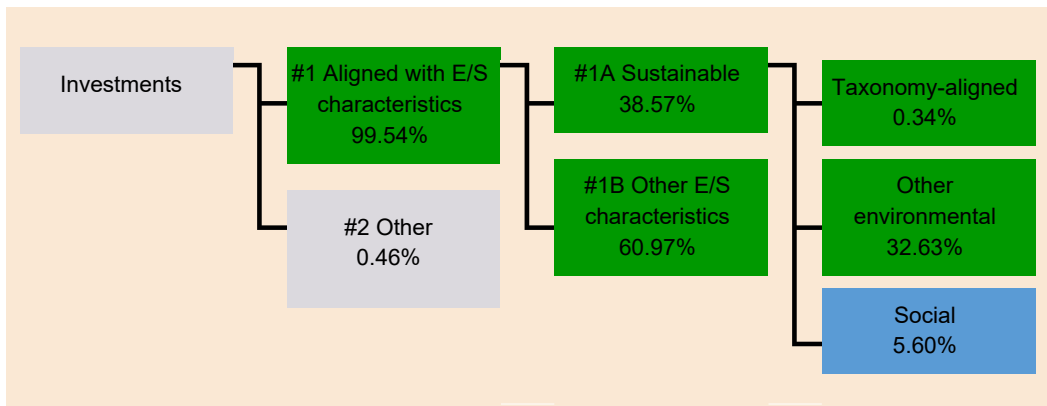 Investments
#1 Aligned with E/S
characteristics
99.54%
#2 Other
0.46%
#1A Sustainable
38.57%
#1B Other E/S
characteristics
60.97%
Taxonomy-aligned
0.34%
Other
environmental
32.63%
Social
5.60%